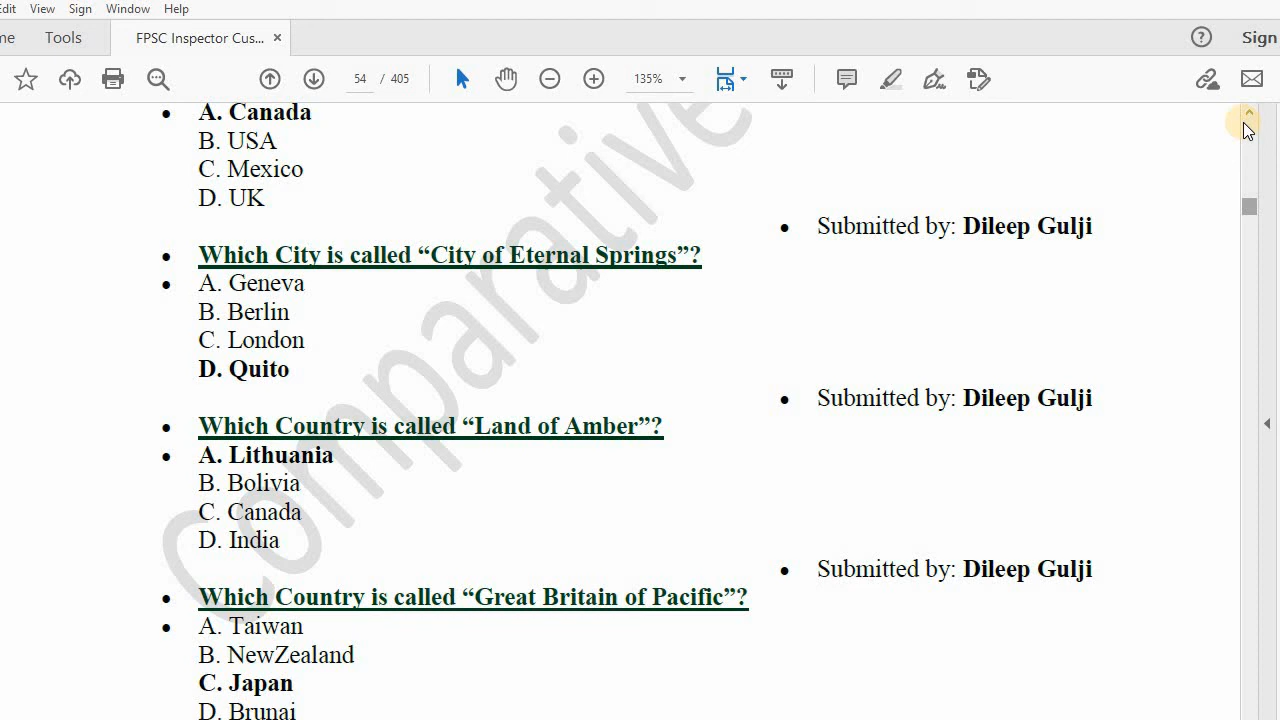 Edit View Sign Window Help
me Tools FPSC Inspector Cus... × ? Sign
54 / 405 135%
• A. Canada
B. USA
C. Mexico
D. UK
• Submitted by: Dileep Gulji
• Which City is called “City of Eternal Springs”?
• A. Geneva
B. Berlin
C. London
D. Quito
• Submitted by: Dileep Gulji
• Which Country is called “Land of Amber”?
• A. Lithuania
B. Bolivia
C. Canada
D. India
• Submitted by: Dileep Gulji
• Which Country is called “Great Britain of Pacific”?
• A. Taiwan
B. NewZealand
C. Japan
D. Brunai
Comparative